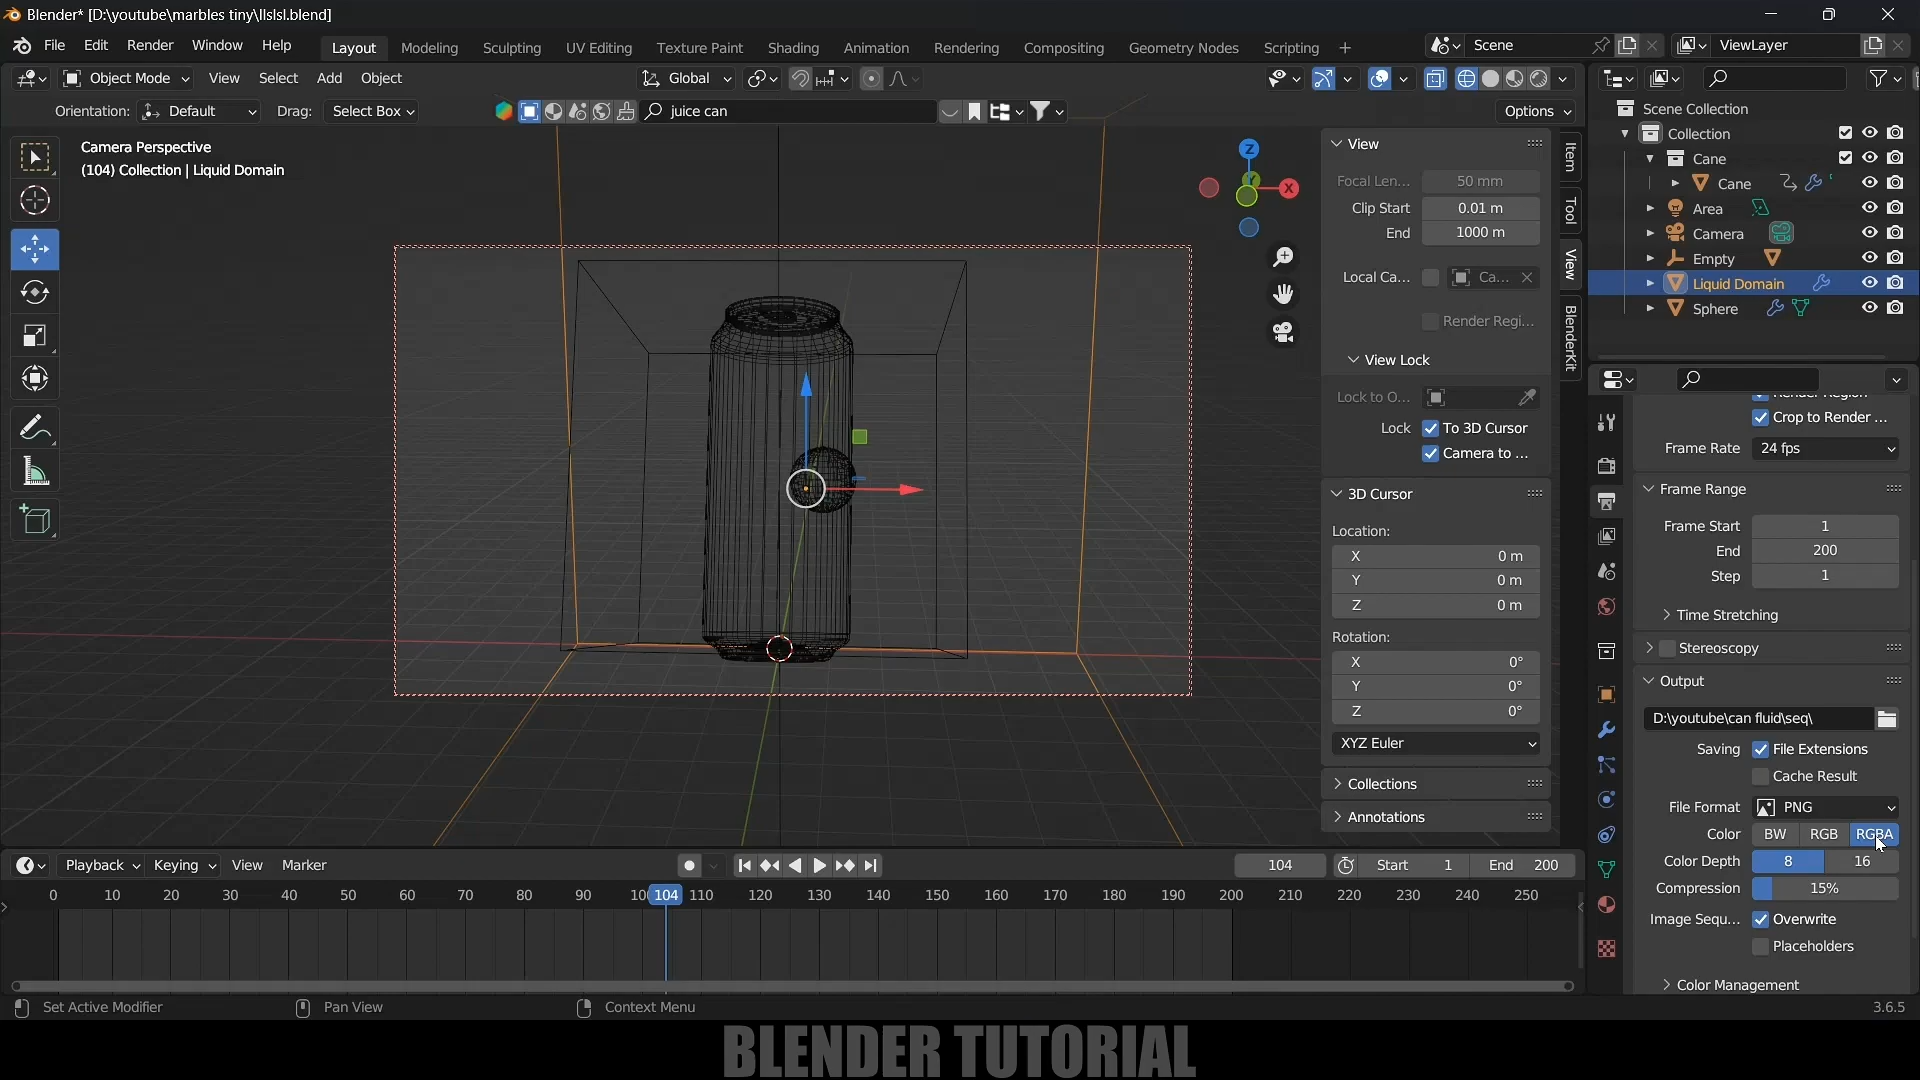 Blender* [D:\youtube\marbles tiny\llslsl.blend]
File Edit Render Window Help Layout Modeling Sculpting UV Editing Texture Paint Shading Animation Rendering Compositing Geometry Nodes Scripting + Scene ViewLayer
Object Mode View Select Add Object Global
Orientation: Default Drag: Select Box juice can Options
Camera Perspective
(104) Collection | Liquid Domain
Z
Y
X
View
Focal Len... 50 mm
Clip Start 0.01 m
End 1000 m
Local Ca... Ca...
Render Regi...
View Lock
Lock to O...
Lock To 3D Cursor
Camera to ...
3D Cursor
Location:
X 0 m
Y 0 m
Z 0 m
Rotation:
X 0°
Y 0°
Z 0°
XYZ Euler
Collections
Annotations
Item
Tool
View
BlenderKit
Scene Collection
Collection
Cane
Cane
Area
Camera
Empty
Liquid Domain
Sphere
Crop to Render ...
Frame Rate 24 fps
Frame Range
Frame Start 1
End 200
Step 1
Time Stretching
Stereoscopy
Output
D:\youtube\can fluid\seq\
Saving File Extensions
Cache Result
File Format PNG
Color BW RGB RGBA
Color Depth 8 16
Compression 15%
Image Sequ... Overwrite
Placeholders
Color Management
Playback Keying View Marker 104 Start 1 End 200
0 10 20 30 40 50 60 70 80 90 10 104 110 120 130 140 150 160 170 180 190 200 210 220 230 240 250
Set Active Modifier Pan View Context Menu 3.6.5
BLENDER TUTORIAL